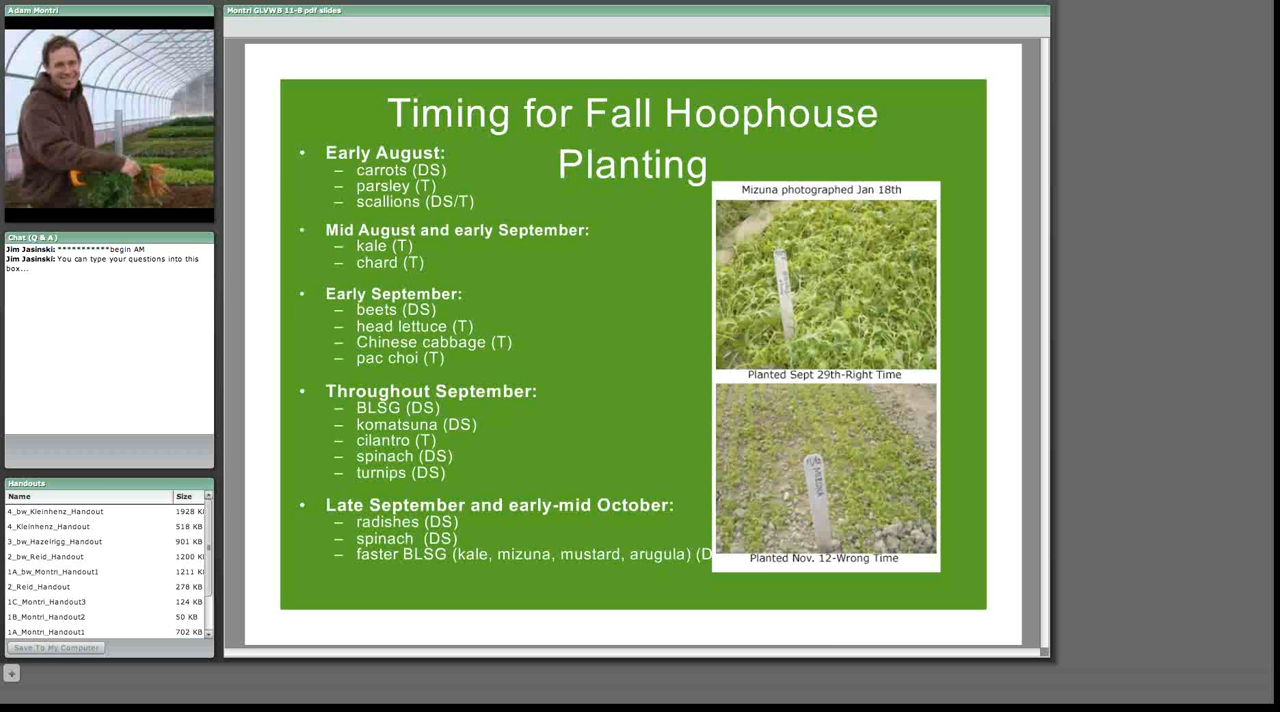 Adam Montri
Chat (Q & A)
Jim Jasinski: ***********begin AM
Jim Jasinski: You can type your questions into this
box...
Handouts
Name Size
4_bw_Kleinhenz_Handout 1928 K
4_Kleinhenz_Handout 518 KB
3_bw_Hazelrigg_Handout 901 KB
2_bw_Reid_Handout 1200 K
1A_bw_Montri_Handout1 1211 K
2_Reid_Handout 278 KB
1C_Montri_Handout3 124 KB
1B_Montri_Handout2 50 KB
1A_Montri_Handout1 702 KB
Save To My Computer
+
Montri GLVWB 11-8 pdf slides
Timing for Fall Hoophouse
Planting
• Early August:
– carrots (DS)
– parsley (T)
– scallions (DS/T)
• Mid August and early September:
– kale (T)
– chard (T)
• Early September:
– beets (DS)
– head lettuce (T)
– Chinese cabbage (T)
– pac choi (T)
• Throughout September:
– BLSG (DS)
– komatsuna (DS)
– cilantro (T)
– spinach (DS)
– turnips (DS)
• Late September and early-mid October:
– radishes (DS)
– spinach (DS)
– faster BLSG (kale, mizuna, mustard, arugula) (D
Mizuna photographed Jan 18th
Planted Sept 29th-Right Time
Planted Nov. 12-Wrong Time